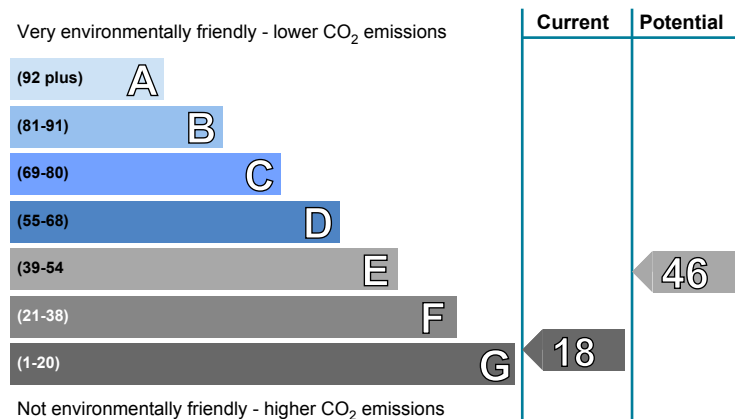 Very environmentally friendly - lower CO₂ emissions
Current
Potential
(92 plus) A
(81-91) B
(69-80) C
(55-68) D
(39-54 E
46
(21-38) F
(1-20) G
18
Not environmentally friendly - higher CO₂ emissions